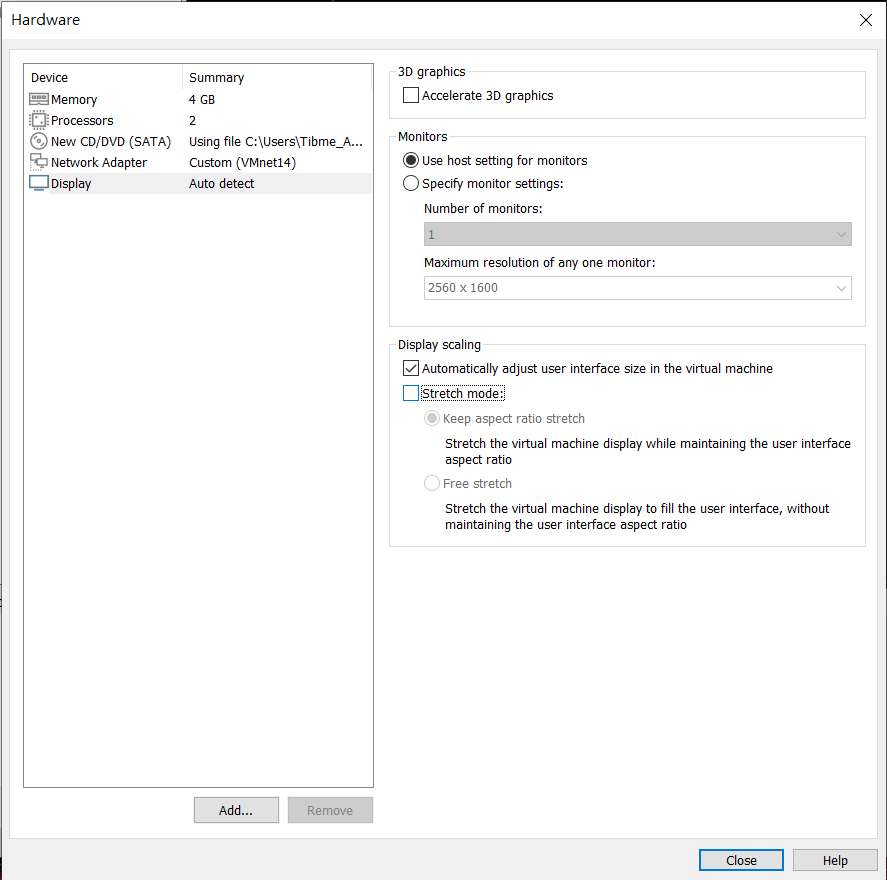 Hardware
Device Summary
Memory 4 GB
Processors 2
New CD/DVD (SATA) Using file C:\Users\Tibme_A...
Network Adapter Custom (VMnet14)
Display Auto detect
Add... Remove
3D graphics
Accelerate 3D graphics
Monitors
Use host setting for monitors
Specify monitor settings:
Number of monitors:
1
Maximum resolution of any one monitor:
2560 x 1600
Display scaling
Automatically adjust user interface size in the virtual machine
Stretch mode:
Keep aspect ratio stretch
Stretch the virtual machine display while maintaining the user interface
aspect ratio
Free stretch
Stretch the virtual machine display to fill the user interface, without
maintaining the user interface aspect ratio
Close Help